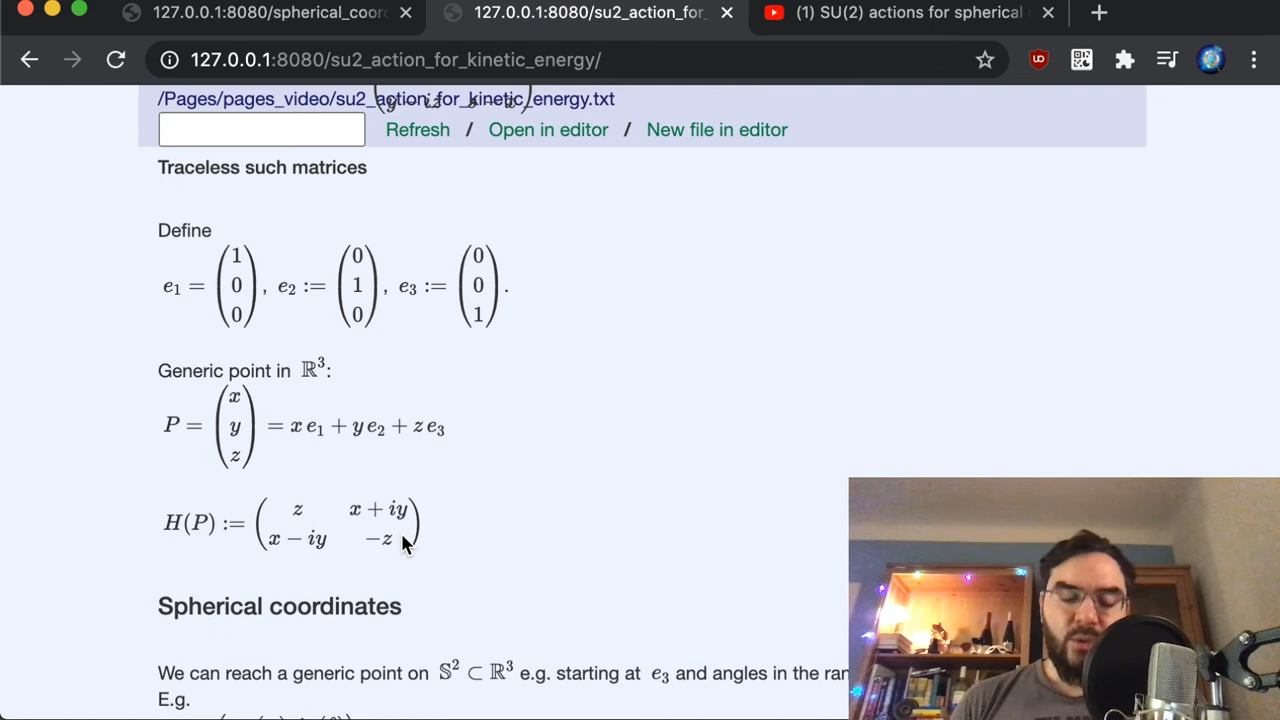 127.0.0.1:8080/spherical_coor
127.0.0.1:8080/su2_action_for_
(1) SU(2) actions for spherical
127.0.0.1:8080/su2_action_for_kinetic_energy/
/Pages/pages_video/su2_action_for_kinetic_energy.txt
Refresh / Open in editor / New file in editor
Traceless such matrices
Define
e₁ = (1 0 0), e₂ := (0 1 0), e₃ := (0 0 1).
Generic point in ℝ³:
P = (x y z) = x e₁ + y e₂ + z e₃
H(P) := (z x + iy
x − iy −z)
Spherical coordinates
We can reach a generic point on 𝕊² ⊂ ℝ³ e.g. starting at e₃ and angles in the ran
E.g.